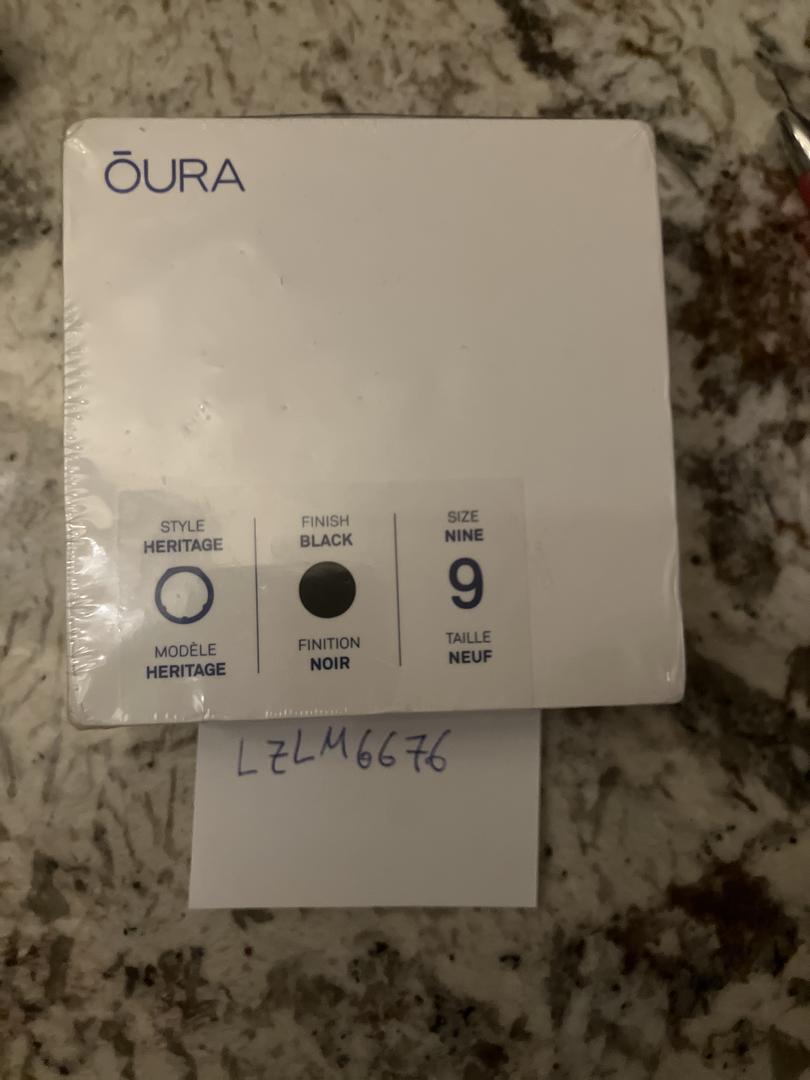 ŌURA
STYLE
HERITAGE
MODÈLE
HERITAGE
FINISH
BLACK
FINITION
NOIR
SIZE
NINE
9
TAILLE
NEUF
LZLM6676